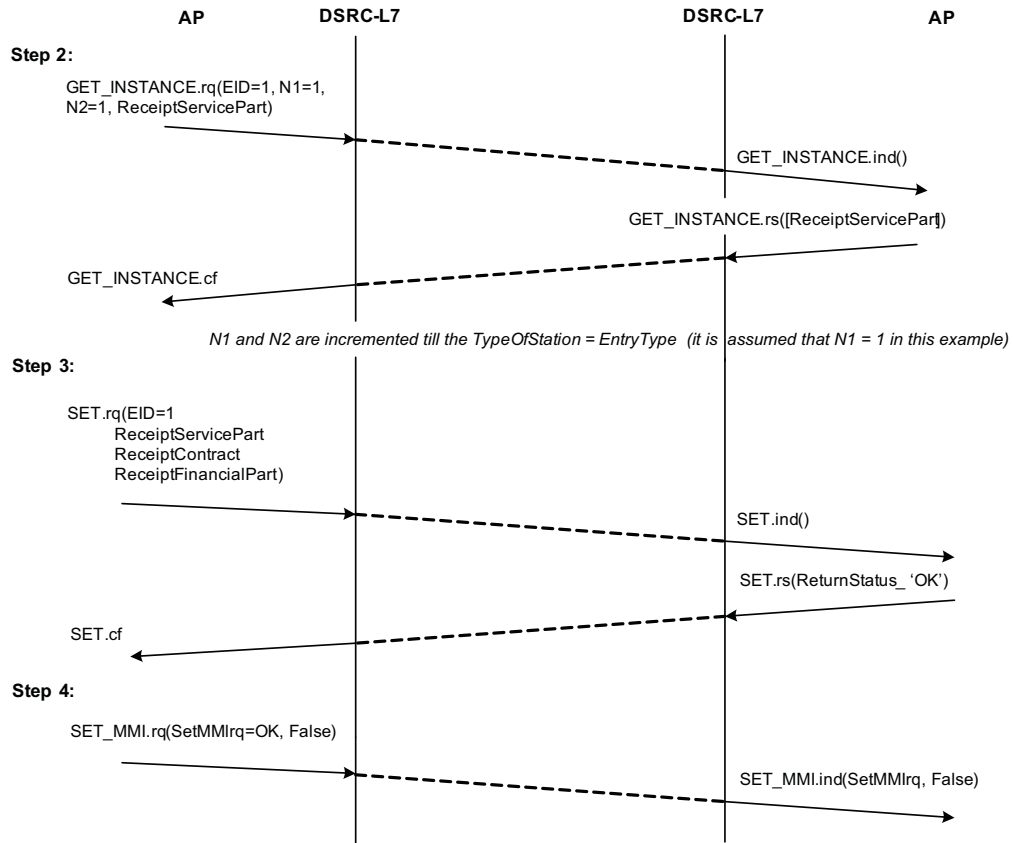 AP DSRC-L7 DSRC-L7 AP
Step 2:
GET_INSTANCE.rq(EID=1, N1=1,
N2=1, ReceiptServicePart)
GET_INSTANCE.ind()
GET_INSTANCE.rs([ReceiptServicePart])
GET_INSTANCE.cf
N1 and N2 are incremented till the TypeOfStation = EntryType (it is assumed that N1 = 1 in this example)
Step 3:
SET.rq(EID=1
ReceiptServicePart
ReceiptContract
ReceiptFinancialPart)
SET.ind()
SET.rs(ReturnStatus_ ‘OK’)
SET.cf
Step 4:
SET_MMI.rq(SetMMIrq=OK, False)
SET_MMI.ind(SetMMIrq, False)